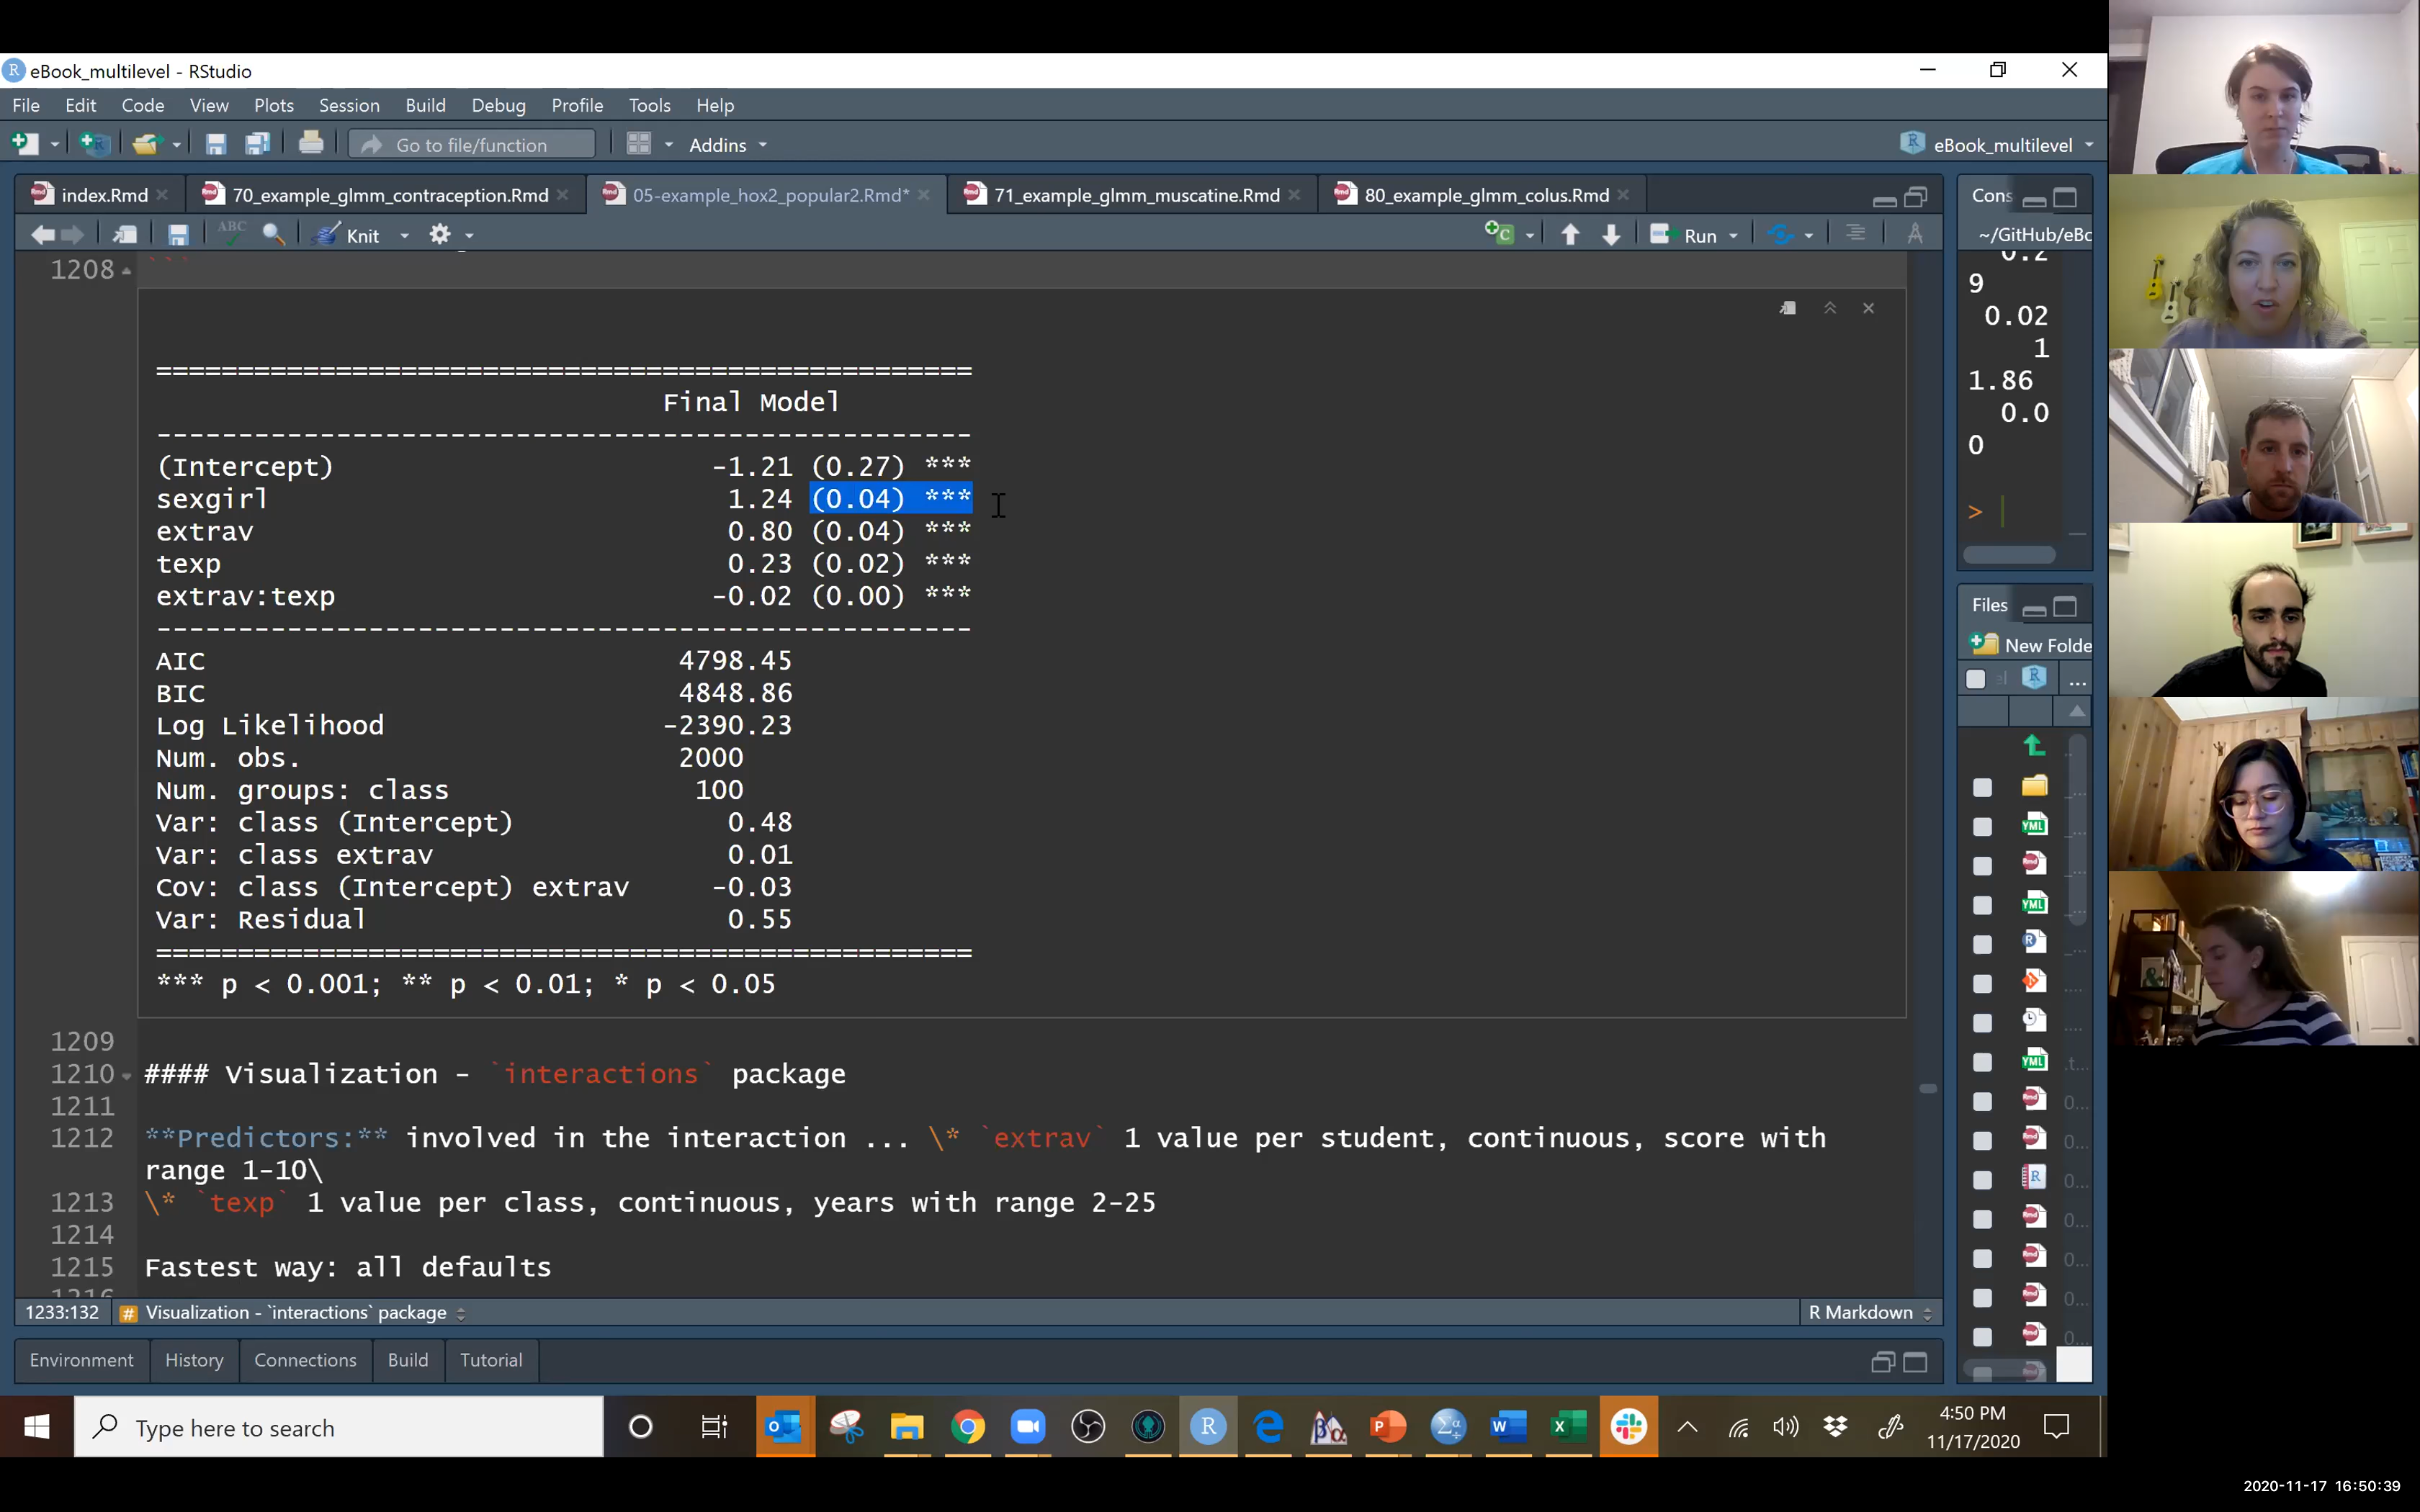 eBook_multilevel - RStudio
File Edit Code View Plots Session Build Debug Profile Tools Help
Go to file/function Addins eBook_multilevel
index.Rmd 70_example_glmm_contraception.Rmd 05-example_hox2_popular2.Rmd* 71_example_glmm_muscatine.Rmd 80_example_glmm_colus.Rmd
ABC Knit Run
1208 ```
==================================================
Final Model
--------------------------------------------------
(Intercept) -1.21 (0.27) ***
sexgirl 1.24 (0.04) ***
extrav 0.80 (0.04) ***
texp 0.23 (0.02) ***
extrav:texp -0.02 (0.00) ***
--------------------------------------------------
AIC 4798.45
BIC 4848.86
Log Likelihood -2390.23
Num. obs. 2000
Num. groups: class 100
Var: class (Intercept) 0.48
Var: class extrav 0.01
Cov: class (Intercept) extrav -0.03
Var: Residual 0.55
==================================================
*** p < 0.001; ** p < 0.01; * p < 0.05
1209
1210 #### Visualization - `interactions` package
1211
1212 **Predictors:** involved in the interaction ... \* `extrav` 1 value per student, continuous, score with
range 1-10\
1213 \* `texp` 1 value per class, continuous, years with range 2-25
1214
1215 Fastest way: all defaults
1216
1233:132 # Visualization - `interactions` package R Markdown
Environment History Connections Build Tutorial
Cons
~/GitHub/eBc
0.2
9
0.02
1
1.86
0.0
0
>
Files
New Folde
...
YML
YML
YML
Type here to search
4:50 PM
11/17/2020
2020-11-17 16:50:39